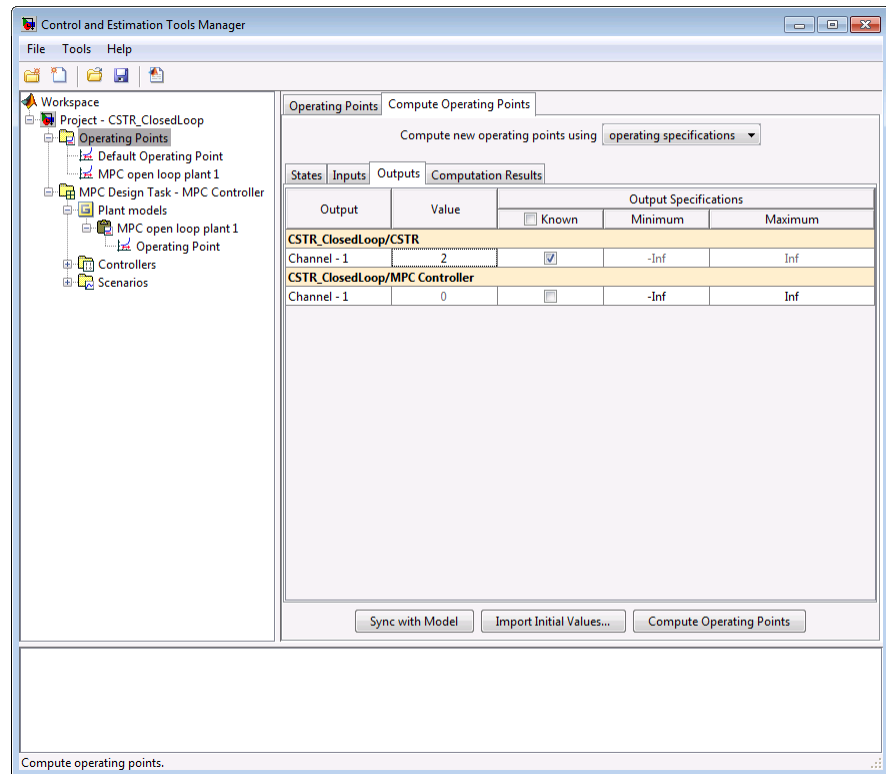 Control and Estimation Tools Manager
File Tools Help
Workspace
Project - CSTR_ClosedLoop
Operating Points
Default Operating Point
MPC open loop plant 1
MPC Design Task - MPC Controller
Plant models
MPC open loop plant 1
Operating Point
Controllers
Scenarios
Operating Points Compute Operating Points
Compute new operating points using operating specifications
States Inputs Outputs Computation Results
Output Value Output Specifications
Known Minimum Maximum
CSTR_ClosedLoop/CSTR
Channel - 1 2 -Inf Inf
CSTR_ClosedLoop/MPC Controller
Channel - 1 0 -Inf Inf
Sync with Model Import Initial Values... Compute Operating Points
Compute operating points.